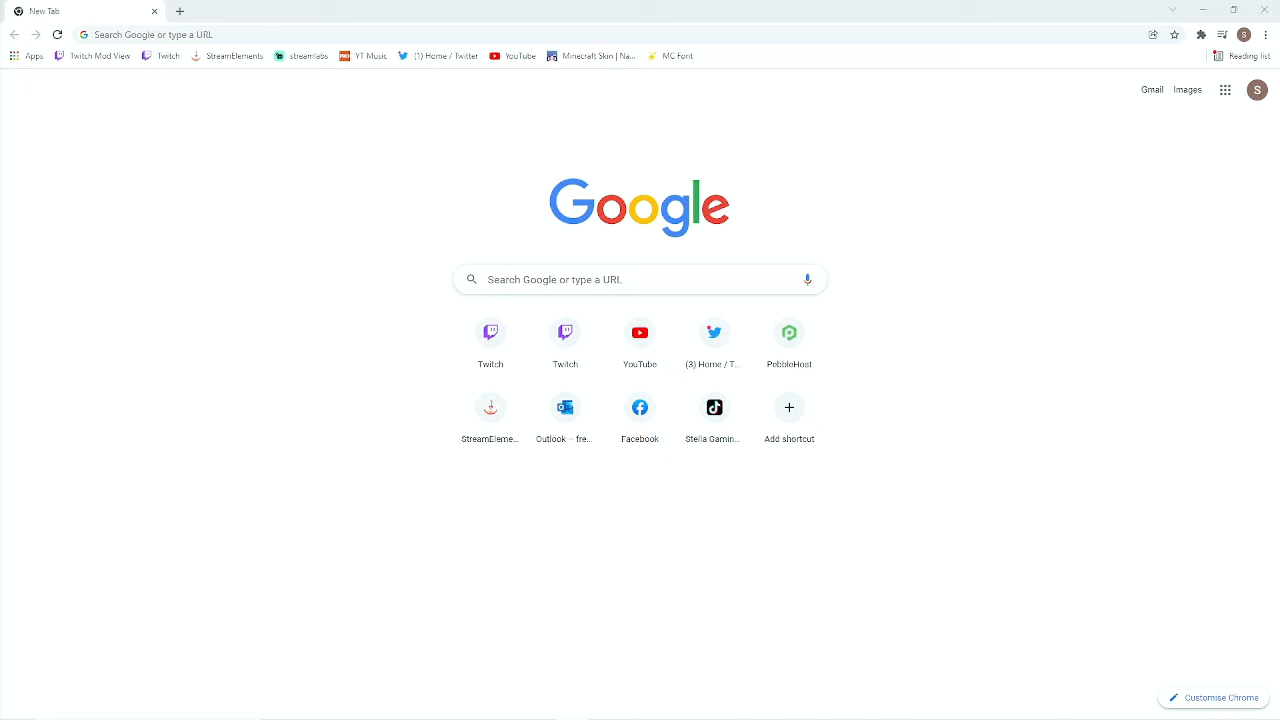 New Tab
Search Google or type a URL
S
Apps Twitch Mod View Twitch StreamElements streamlabs YT Music (1) Home / Twitter YouTube Minecraft Skin | Na... MC Font Reading list
Gmail Images S
Google
Search Google or type a URL
Twitch Twitch YouTube (3) Home / T... PebbleHost
StreamEleme... Outlook – fre... Facebook Stella Gamin... Add shortcut
Customise Chrome